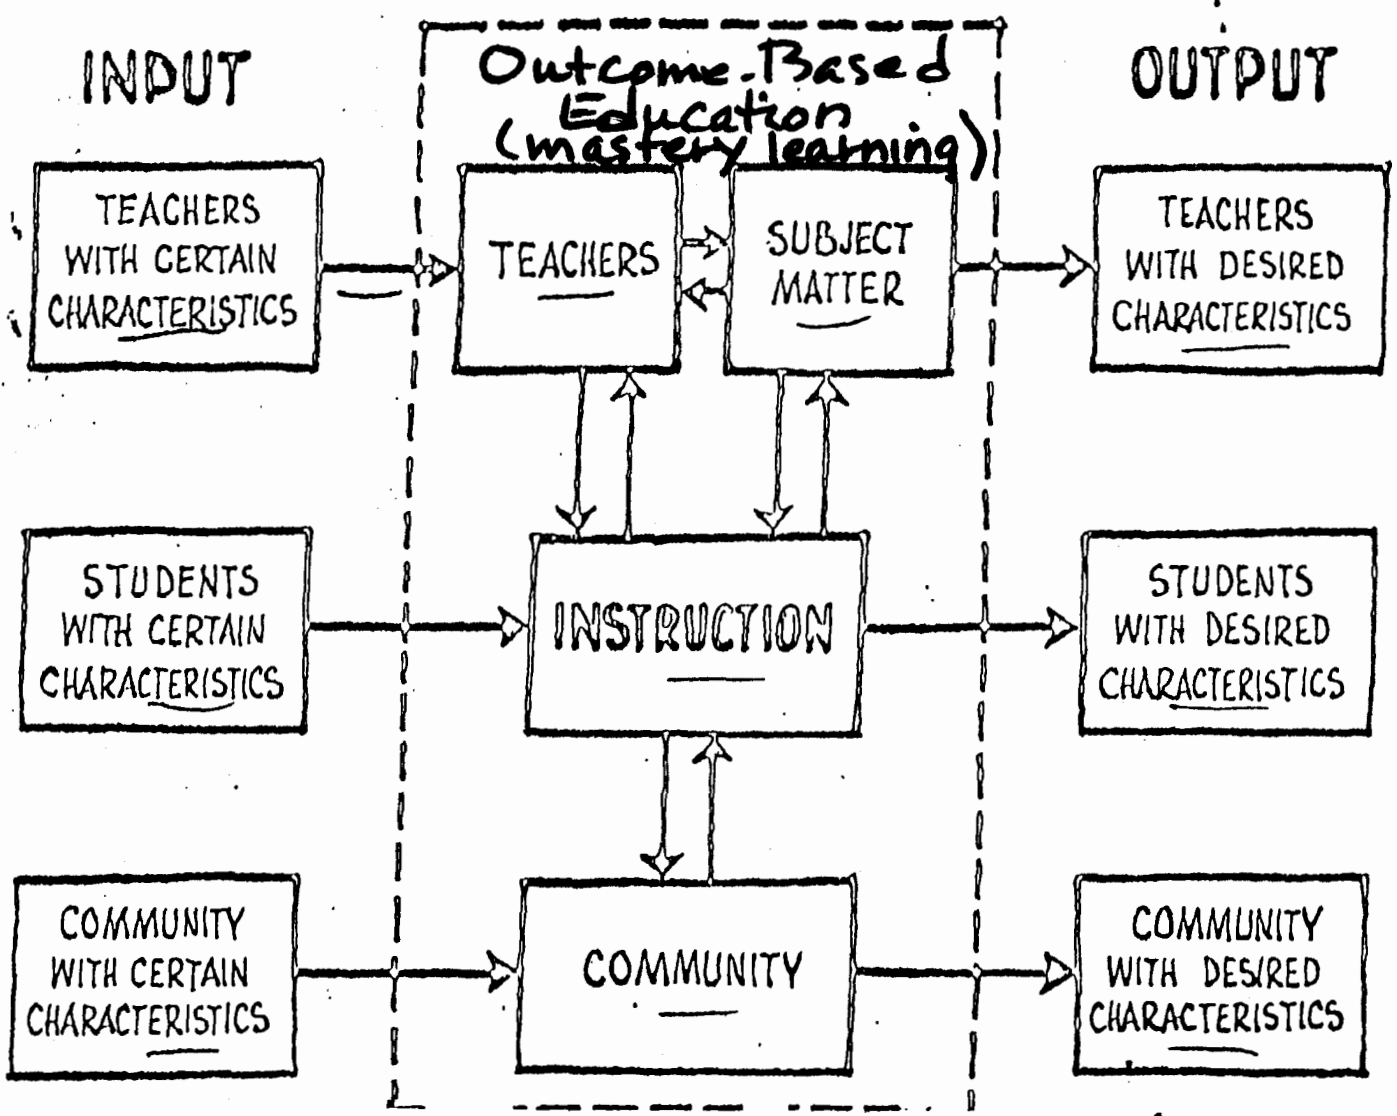 INPUT
Outcome-Based
Education
(mastery learning)
OUTPUT
TEACHERS
WITH CERTAIN
CHARACTERISTICS
TEACHERS
SUBJECT
MATTER
TEACHERS
WITH DESIRED
CHARACTERISTICS
STUDENTS
WITH CERTAIN
CHARACTERISTICS
INSTRUCTION
STUDENTS
WITH DESIRED
CHARACTERISTICS
COMMUNITY
WITH CERTAIN
CHARACTERISTICS
COMMUNITY
COMMUNITY
WITH DESIRED
CHARACTERISTICS